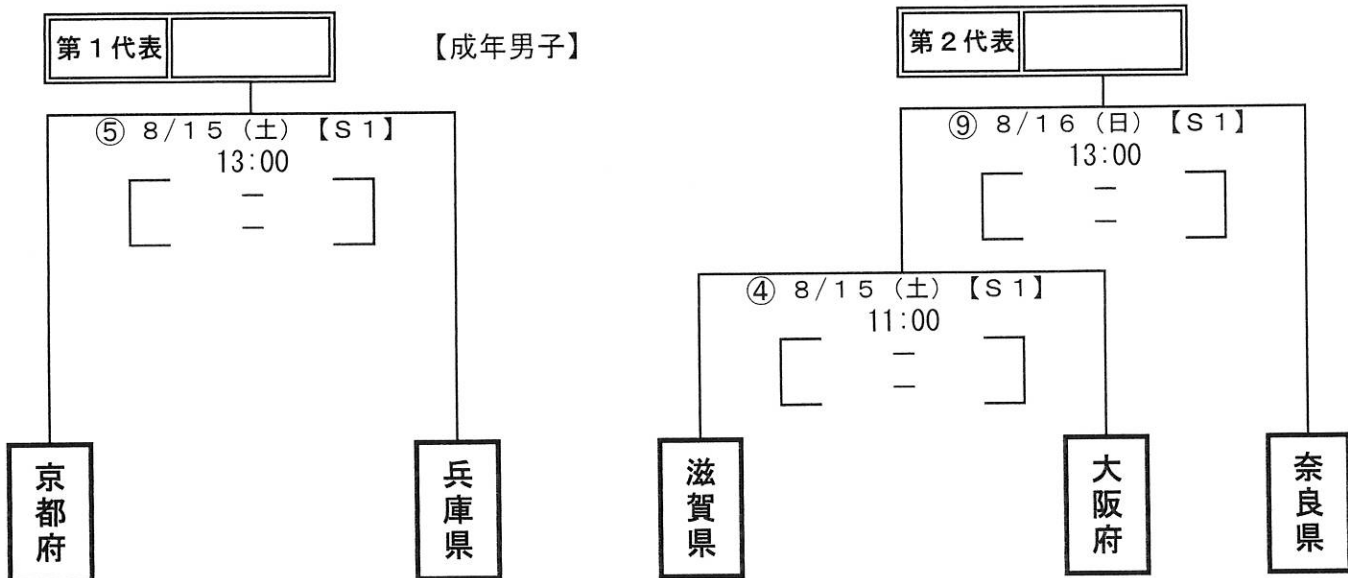 第１代表
【成年男子】
第２代表
⑤ ８/１５（土）【Ｓ１】
13:00
－
－
⑨ ８/１６（日）【Ｓ１】
13:00
－
－
④ ８/１５（土）【Ｓ１】
11:00
－
－
京都府
兵庫県
滋賀県
大阪府
奈良県